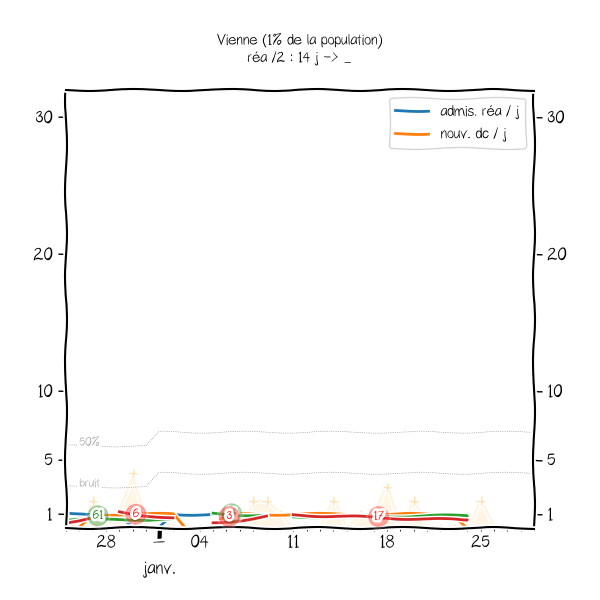 Vienne (1% de la population)
réa /2 : 14 j -> _
admis. réa / j
nouv. dc / j
30 30
20 20
10 10
50%
5 5
bruit
1 61 6 3 17 1
28 1 04 11 18 25
janv.